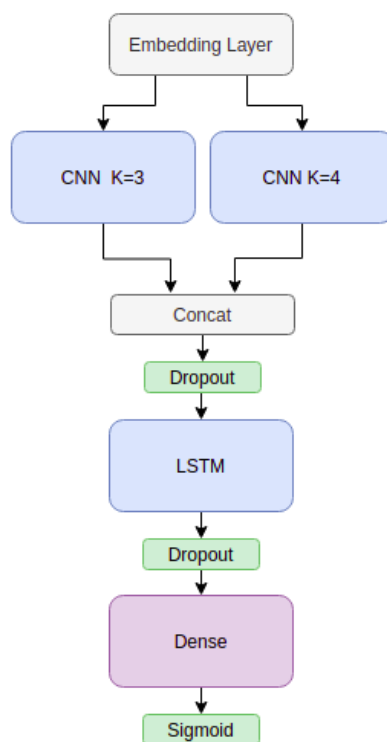 Embedding Layer
CNN  K=3
CNN K=4
Concat
Dropout
LSTM
Dropout
Dense
Sigmoid